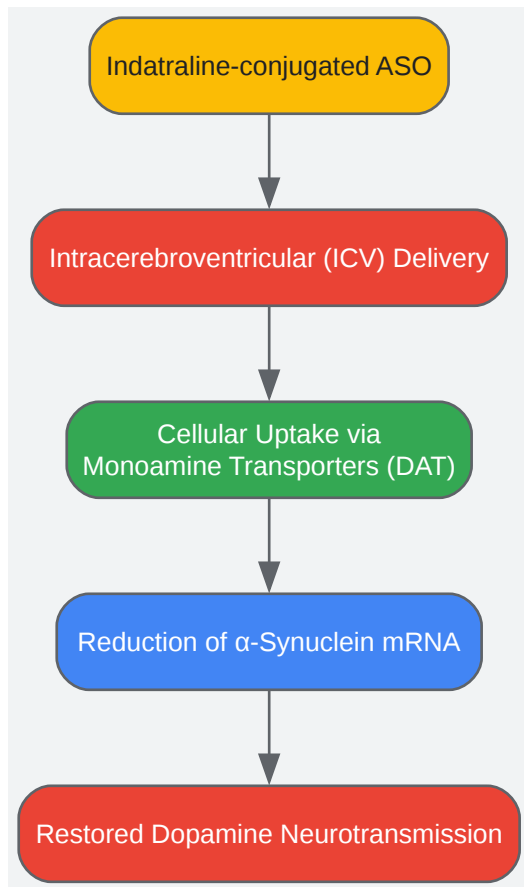 Indatraline-conjugated ASO
Intracerebroventricular (ICV) Delivery
Cellular Uptake via
Monoamine Transporters (DAT)
Reduction of α-Synuclein mRNA
Restored Dopamine Neurotransmission